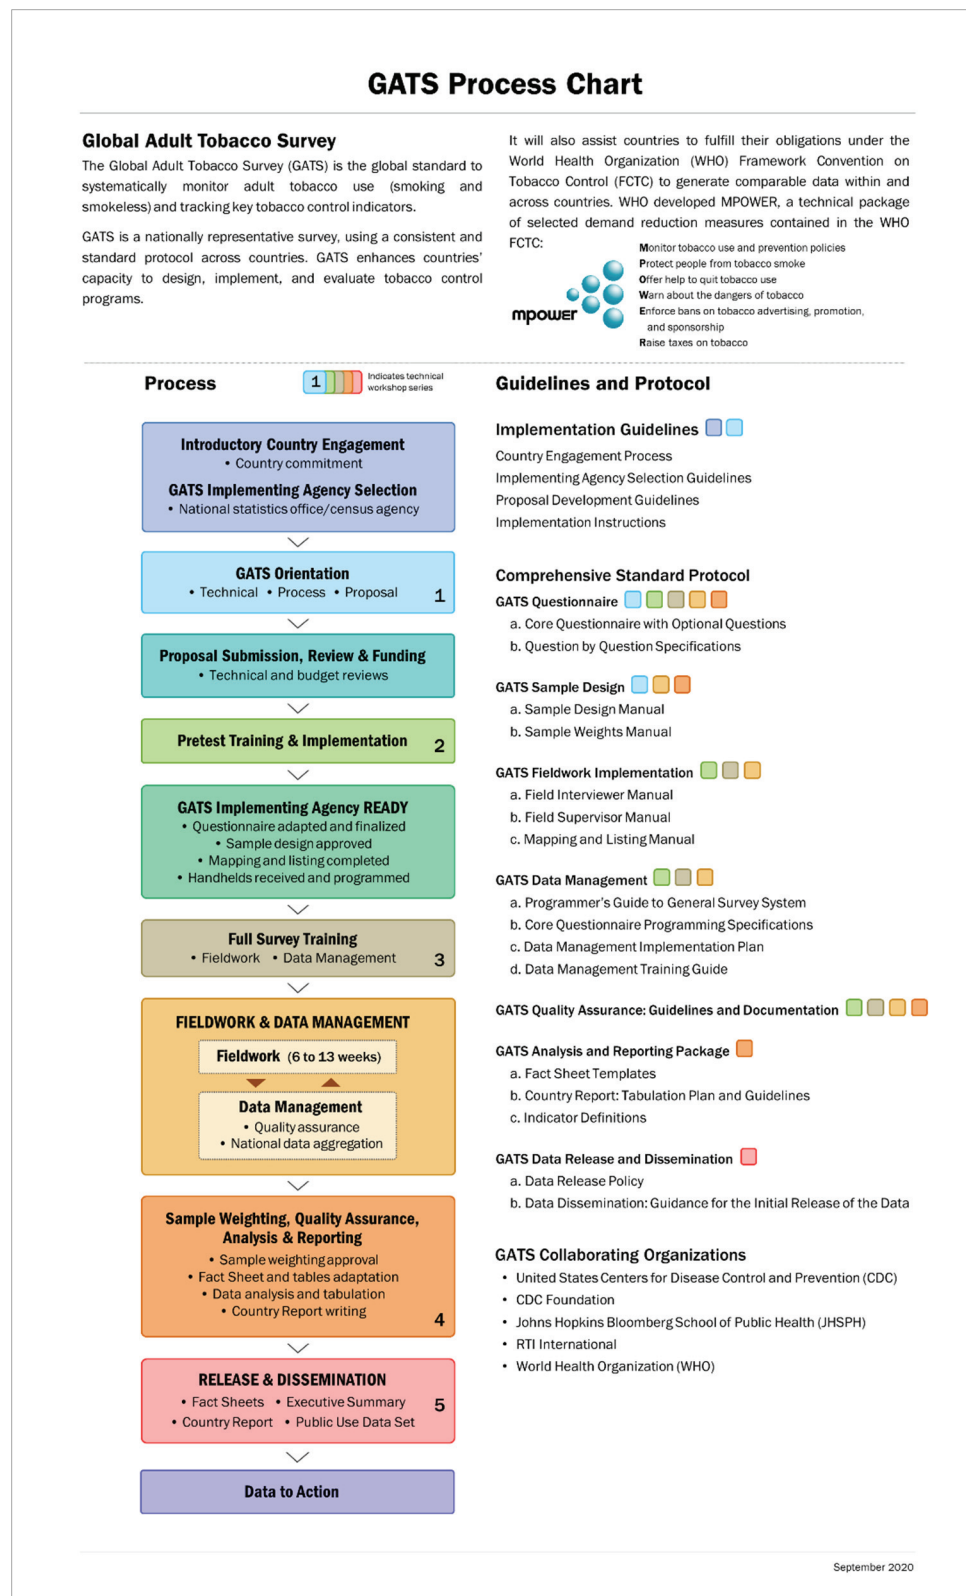 GATS Process Chart
Global Adult Tobacco Survey
The Global Adult Tobacco Survey (GATS) is the global standard to
systematically monitor adult tobacco use (smoking and
smokeless) and tracking key tobacco control indicators.
GATS is a nationally representative survey, using a consistent and
standard protocol across countries. GATS enhances countries'
capacity to design, implement, and evaluate tobacco control
programs.
It will also assist countries to fulfill their obligations under the
World Health Organization (WHO) Framework Convention on
Tobacco Control (FCTC) to generate comparable data within and
across countries. WHO developed MPOWER, a technical package
of selected demand reduction measures contained in the WHO
FCTC:
mpower
Monitor tobacco use and prevention policies
Protect people from tobacco smoke
Offer help to quit tobacco use
Warn about the dangers of tobacco
Enforce bans on tobacco advertising, promotion,
and sponsorship
Raise taxes on tobacco
Process
1
Indicates technical
workshop series
Introductory Country Engagement
• Country commitment
GATS Implementing Agency Selection
• National statistics office/census agency
GATS Orientation
• Technical • Process • Proposal
1
Proposal Submission, Review & Funding
• Technical and budget reviews
Pretest Training & Implementation
2
GATS Implementing Agency READY
• Questionnaire adapted and finalized
• Sample design approved
• Mapping and listing completed
• Handhelds received and programmed
Full Survey Training
• Fieldwork • Data Management
3
FIELDWORK & DATA MANAGEMENT
Fieldwork (6 to 13 weeks)
Data Management
• Quality assurance
• National data aggregation
Sample Weighting, Quality Assurance,
Analysis & Reporting
• Sample weighting approval
• Fact Sheet and tables adaptation
• Data analysis and tabulation
• Country Report writing
4
RELEASE & DISSEMINATION
• Fact Sheets • Executive Summary
• Country Report • Public Use Data Set
5
Data to Action
Guidelines and Protocol
Implementation Guidelines
Country Engagement Process
Implementing Agency Selection Guidelines
Proposal Development Guidelines
Implementation Instructions
Comprehensive Standard Protocol
GATS Questionnaire
a. Core Questionnaire with Optional Questions
b. Question by Question Specifications
GATS Sample Design
a. Sample Design Manual
b. Sample Weights Manual
GATS Fieldwork Implementation
a. Field Interviewer Manual
b. Field Supervisor Manual
c. Mapping and Listing Manual
GATS Data Management
a. Programmer's Guide to General Survey System
b. Core Questionnaire Programming Specifications
c. Data Management Implementation Plan
d. Data Management Training Guide
GATS Quality Assurance: Guidelines and Documentation
GATS Analysis and Reporting Package
a. Fact Sheet Templates
b. Country Report: Tabulation Plan and Guidelines
c. Indicator Definitions
GATS Data Release and Dissemination
a. Data Release Policy
b. Data Dissemination: Guidance for the Initial Release of the Data
GATS Collaborating Organizations
• United States Centers for Disease Control and Prevention (CDC)
• CDC Foundation
• Johns Hopkins Bloomberg School of Public Health (JHSPH)
• RTI International
• World Health Organization (WHO)
September 2020